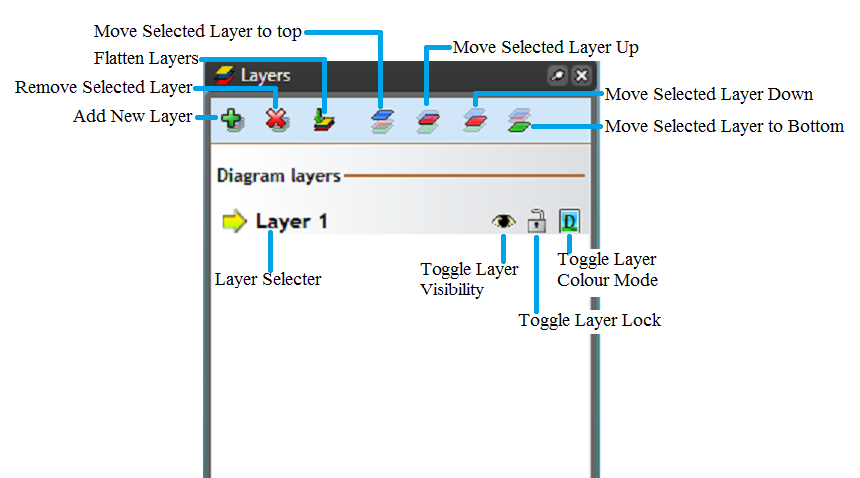 Move Selected Layer to top
Move Selected Layer Up
Flatten Layers
Layers
Remove Selected Layer
Move Selected Layer Down
Add New Layer
Move Selected Layer to Bottom
Diagram layers
Layer 1
D
Layer Selecter
Toggle Layer
Visibility
Toggle Layer
Colour Mode
Toggle Layer Lock